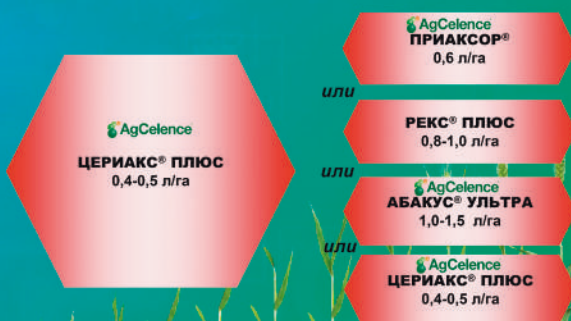 AgCelence
ЦЕРИАКС® ПЛЮС
0,4-0,5 л/га
AgCelence
ПРИАКСОР®
0,6 л/га
или
РЕКС® ПЛЮС
0,8-1,0 л/га
или
AgCelence
АБАКУС® УЛЬТРА
1,0-1,5 л/га
или
AgCelence
ЦЕРИАКС® ПЛЮС
0,4-0,5 л/га